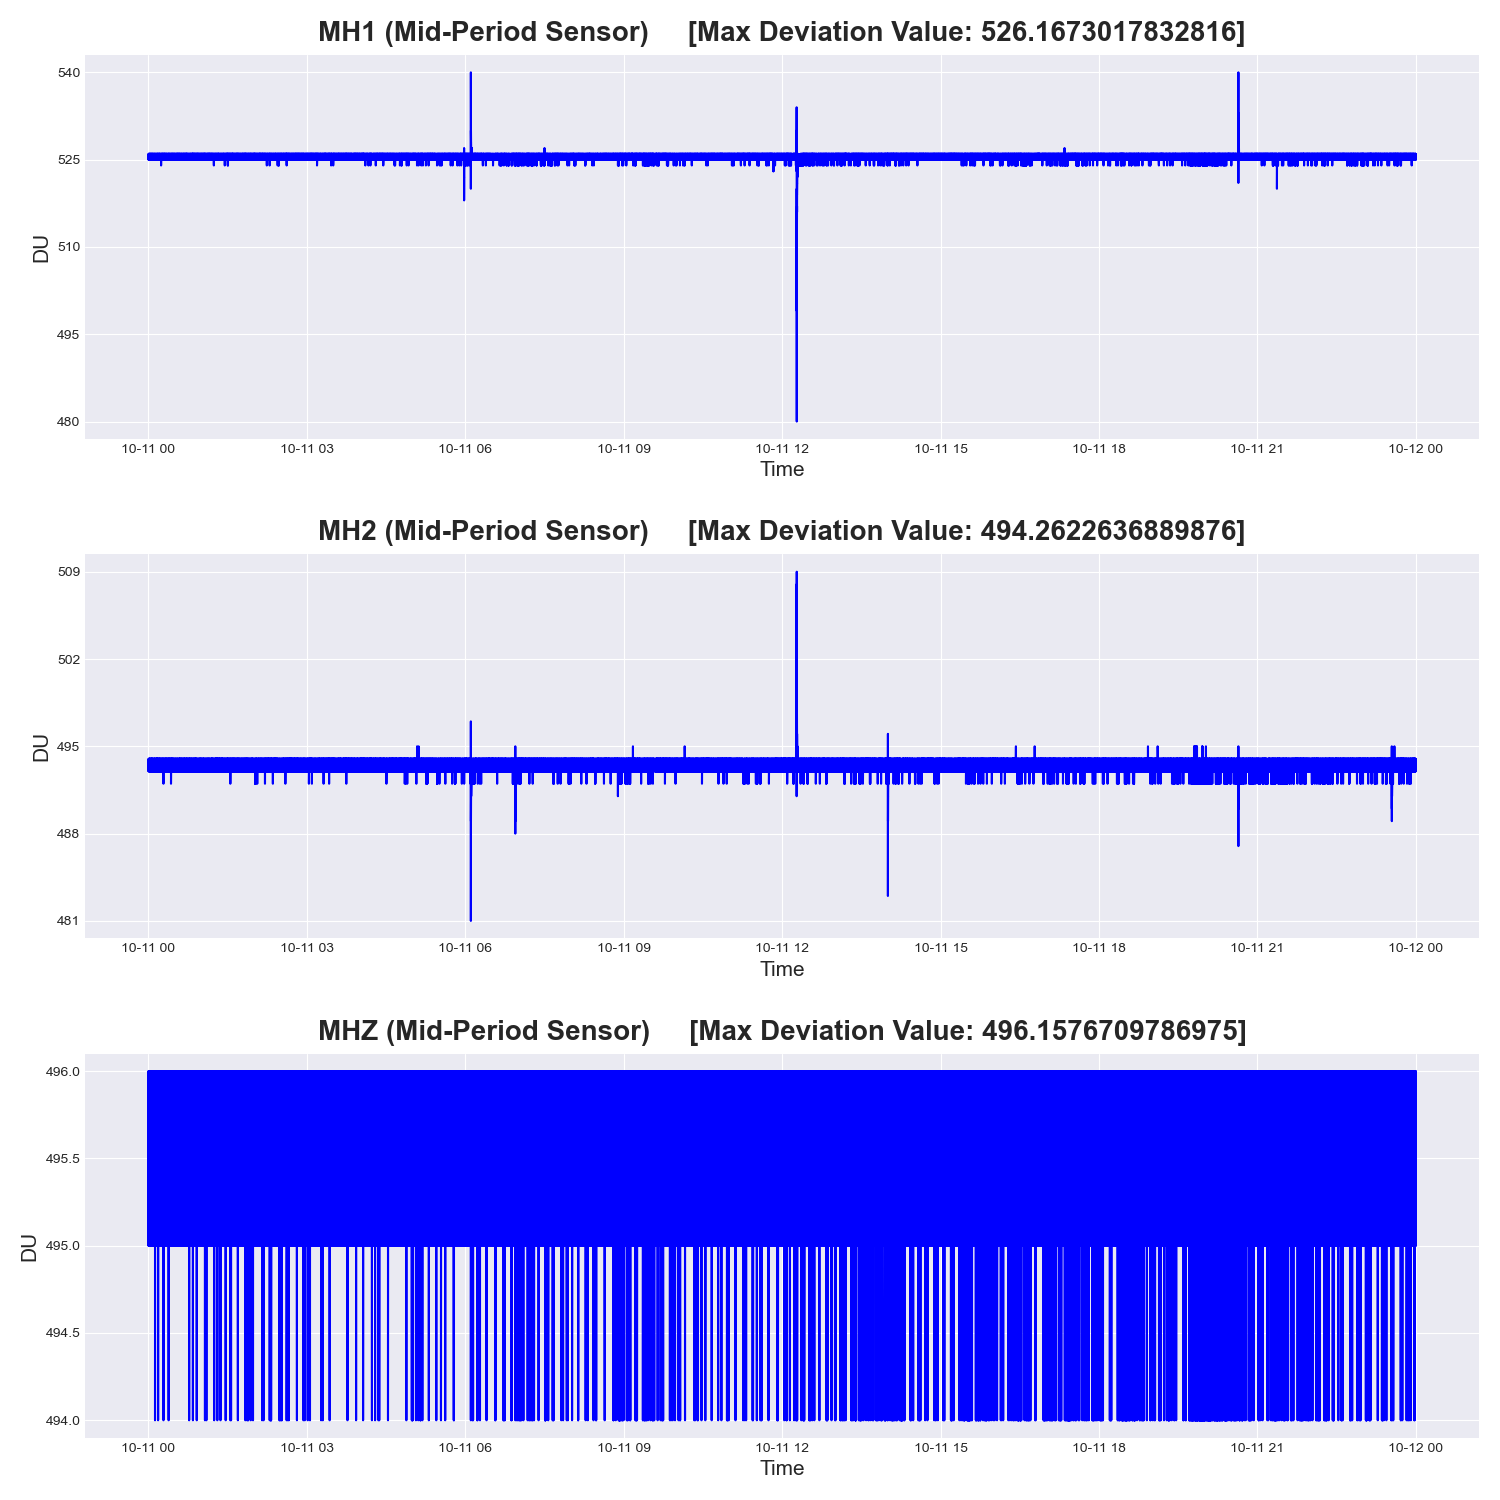 MH1 (Mid-Period Sensor) [Max Deviation Value: 526.1673017832816]
540
525
510
495
480
DU
10-11 00 10-11 03 10-11 06 10-11 09 10-11 12 10-11 15 10-11 18 10-11 21 10-12 00
Time
MH2 (Mid-Period Sensor) [Max Deviation Value: 494.2622636889876]
509
502
495
488
481
DU
10-11 00 10-11 03 10-11 06 10-11 09 10-11 12 10-11 15 10-11 18 10-11 21 10-12 00
Time
MHZ (Mid-Period Sensor) [Max Deviation Value: 496.1576709786975]
496.0
495.5
495.0
494.5
494.0
DU
10-11 00 10-11 03 10-11 06 10-11 09 10-11 12 10-11 15 10-11 18 10-11 21 10-12 00
Time